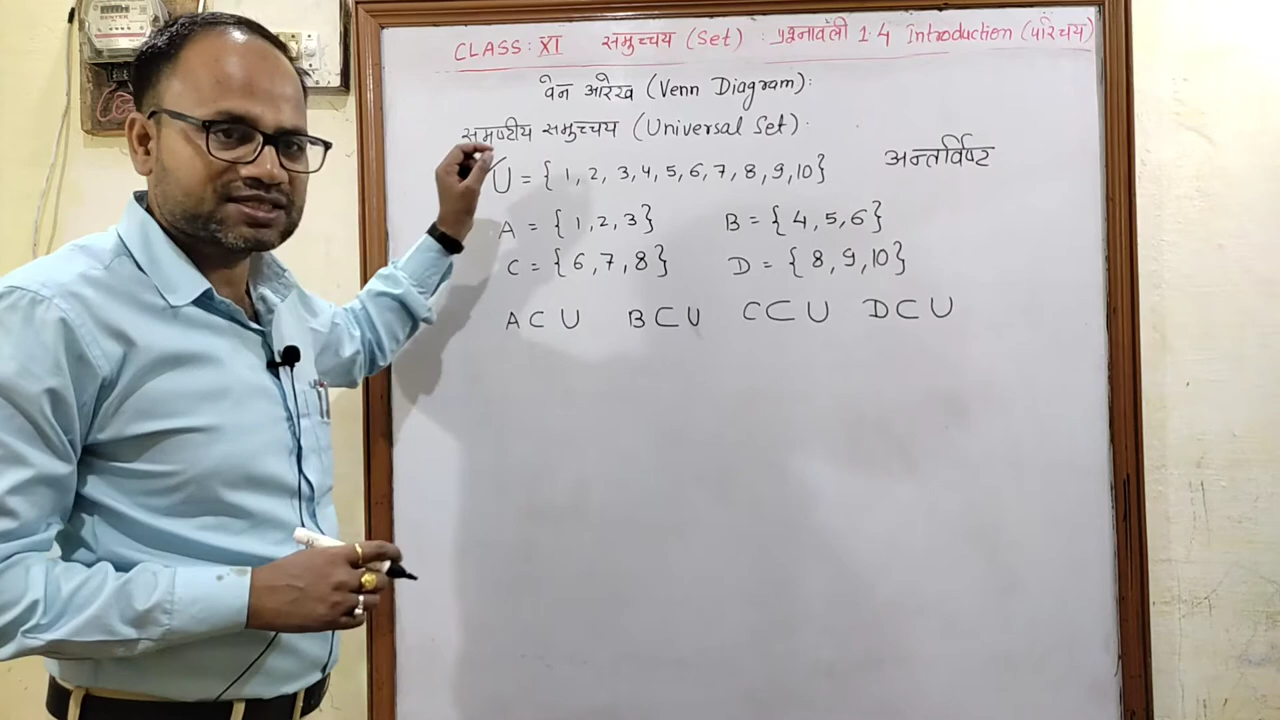 CLASS: XI समुच्चय (Set) : प्रश्नावली 1.4 Introduction (परिचय)
वेन आरेख (Venn Diagram):
समष्टीय समुच्चय (Universal Set):
U = { 1, 2, 3, 4, 5, 6, 7, 8, 9, 10}
अन्तर्विष्ट
A = { 1, 2, 3} B = { 4, 5, 6}
C = { 6, 7, 8} D = { 8, 9, 10}
A ⊂ U B ⊂ U C ⊂ U D ⊂ U